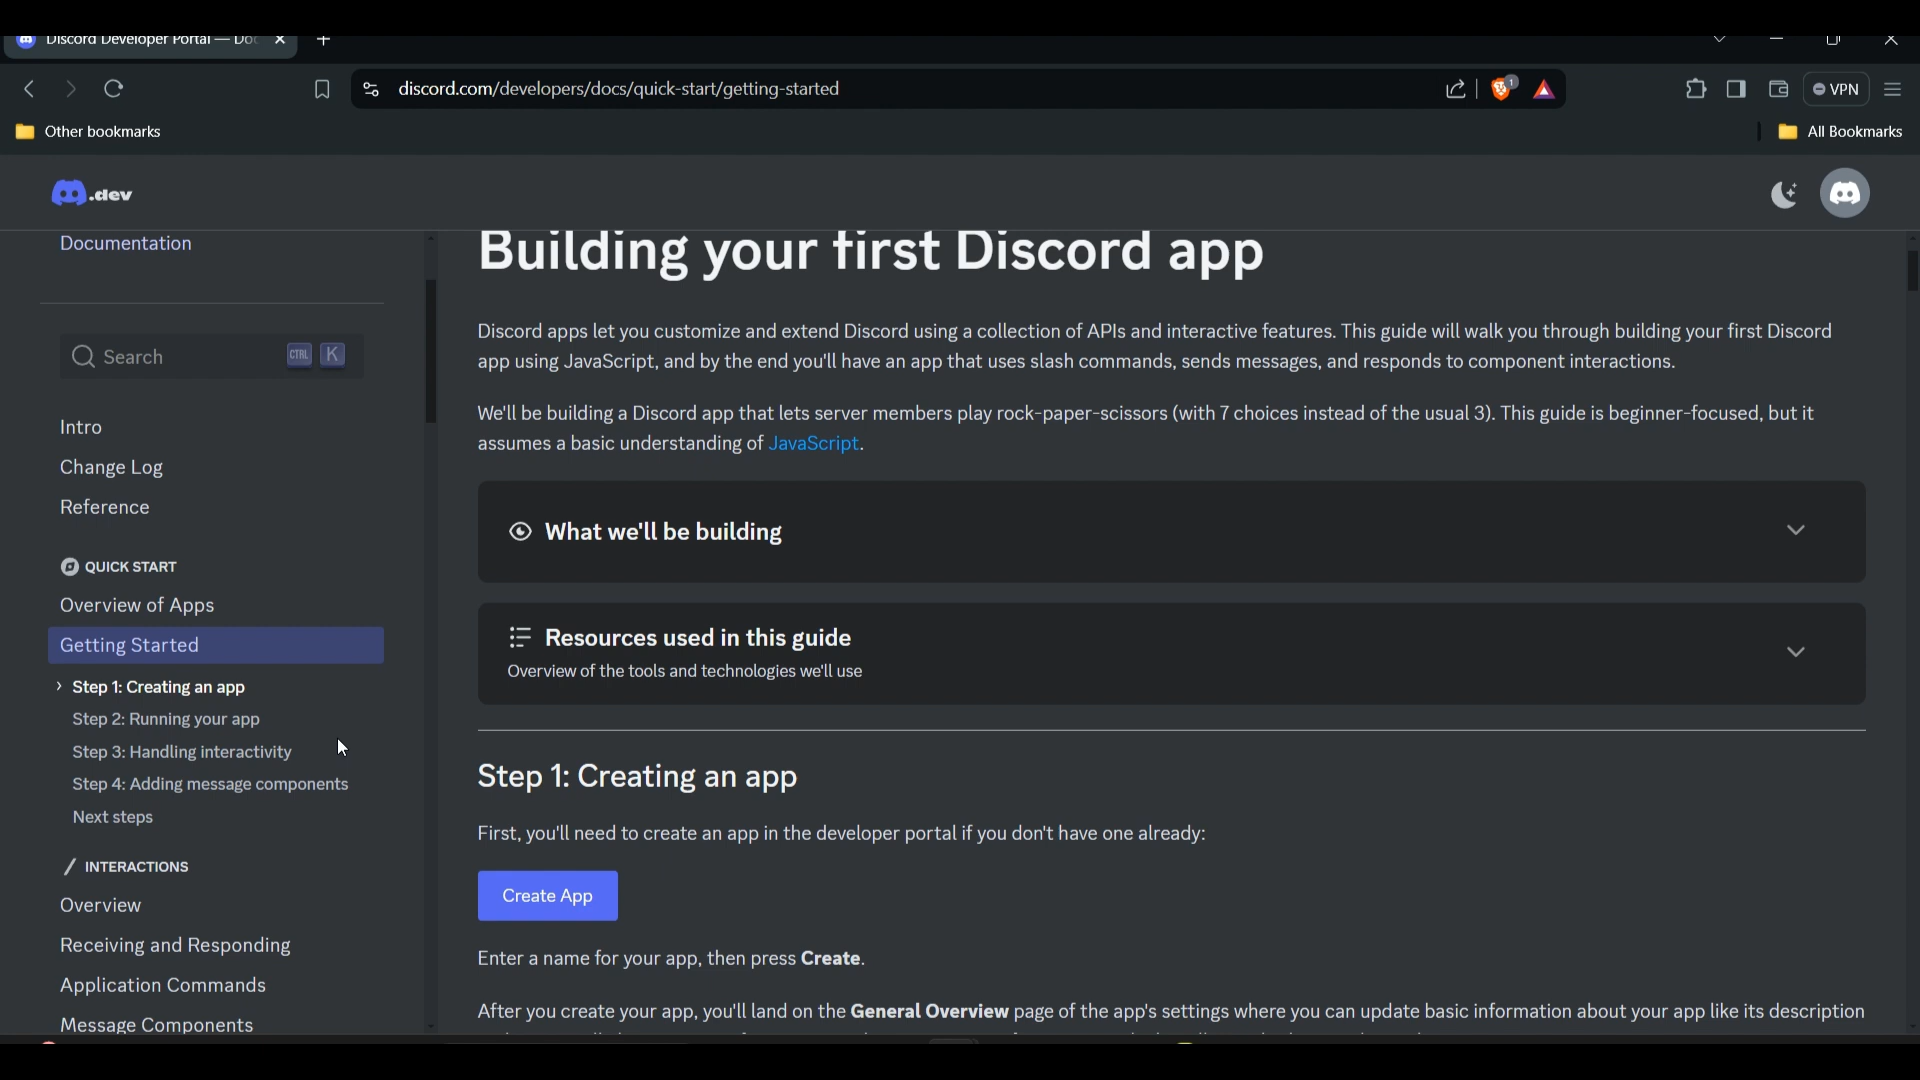 Discord Developer Portal — Doc
discord.com/developers/docs/quick-start/getting-started
1
VPN
Other bookmarks
All Bookmarks
.dev
Documentation
Search
CTRL K
Intro
Change Log
Reference
QUICK START
Overview of Apps
Getting Started
Step 1: Creating an app
Step 2: Running your app
Step 3: Handling interactivity
Step 4: Adding message components
Next steps
INTERACTIONS
Overview
Receiving and Responding
Application Commands
Message Components
Building your first Discord app
Discord apps let you customize and extend Discord using a collection of APIs and interactive features. This guide will walk you through building your first Discord
app using JavaScript, and by the end you'll have an app that uses slash commands, sends messages, and responds to component interactions.
We'll be building a Discord app that lets server members play rock-paper-scissors (with 7 choices instead of the usual 3). This guide is beginner-focused, but it
assumes a basic understanding of JavaScript.
What we'll be building
Resources used in this guide
Overview of the tools and technologies we'll use
Step 1: Creating an app
First, you'll need to create an app in the developer portal if you don't have one already:
Create App
Enter a name for your app, then press Create.
After you create your app, you'll land on the General Overview page of the app's settings where you can update basic information about your app like its description